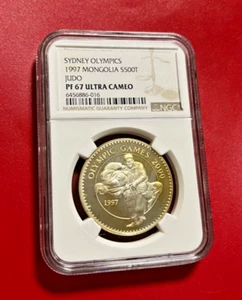 SYDNEY OLYMPICS
1997 MONGOLIA S500T
JUDO
PF 67 ULTRA CAMEO
6456886-016
NGC
NUMISMATIC GUARANTY COMPANY
OLYMPIC GAMES 2000
1997